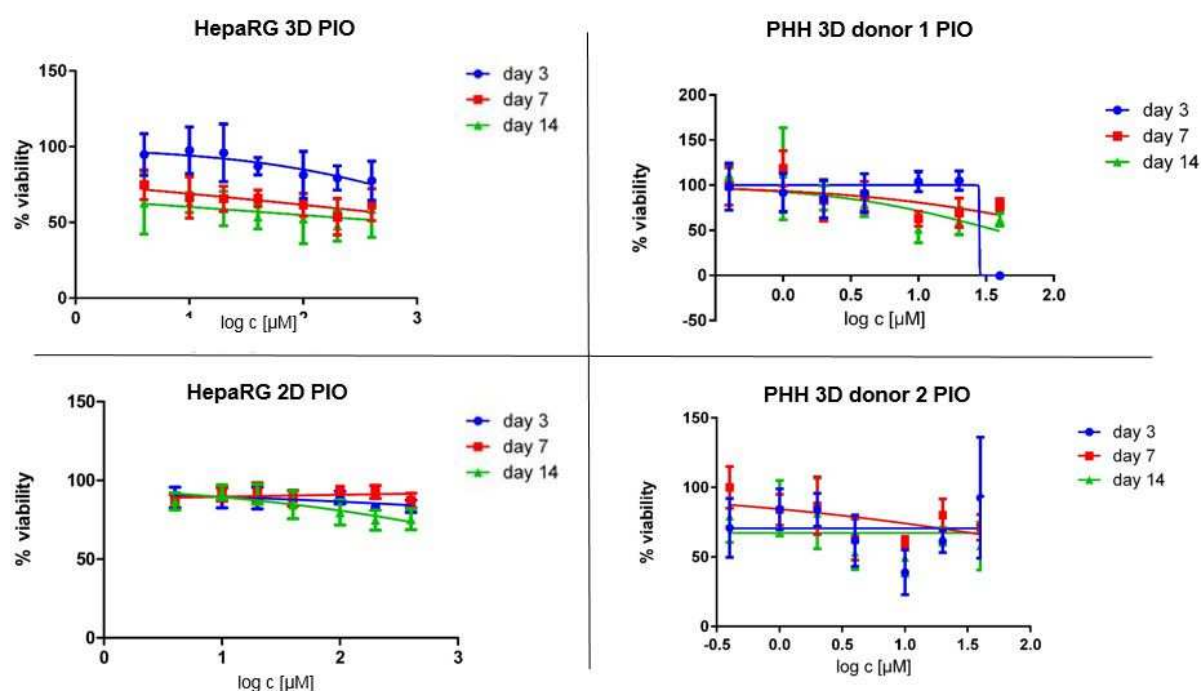 HepaRG 3D PIO
150
100
50
0
% viability
0
1
2
3
log c [µM]
day 3
day 7
day 14
PHH 3D donor 1 PIO
200
150
100
50
0
-50
% viability
0.0
0.5
1.0
1.5
2.0
log c [µM]
day 3
day 7
day 14
HepaRG 2D PIO
150
100
50
0
% viability
0
1
2
3
log c [µM]
day 3
day 7
day 14
PHH 3D donor 2 PIO
150
100
50
0
% viability
-0.5
0.0
0.5
1.0
1.5
2.0
log c [µM]
day 3
day 7
day 14